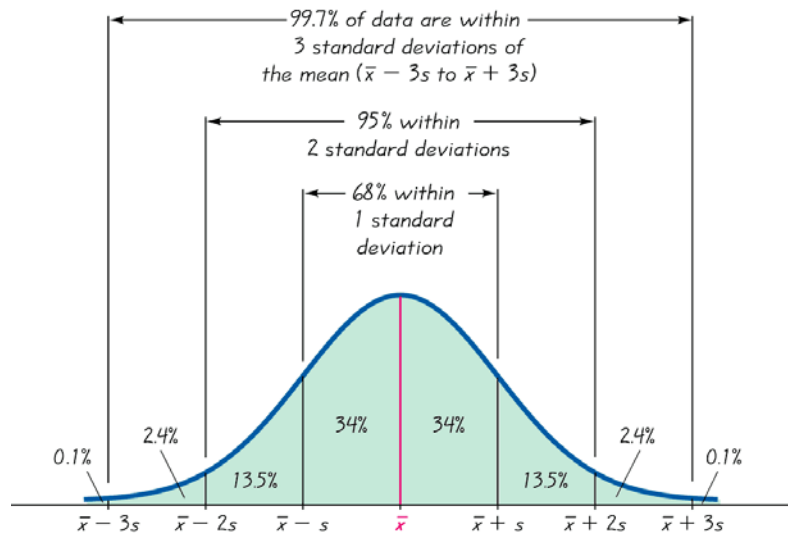 99.7% of data are within
3 standard deviations of
the mean (x̄ − 3s to x̄ + 3s)
95% within
2 standard deviations
68% within
1 standard
deviation
34% 34%
2.4% 2.4%
0.1% 0.1%
13.5% 13.5%
x̄ − 3s x̄ − 2s x̄ − s x̄ x̄ + s x̄ + 2s x̄ + 3s